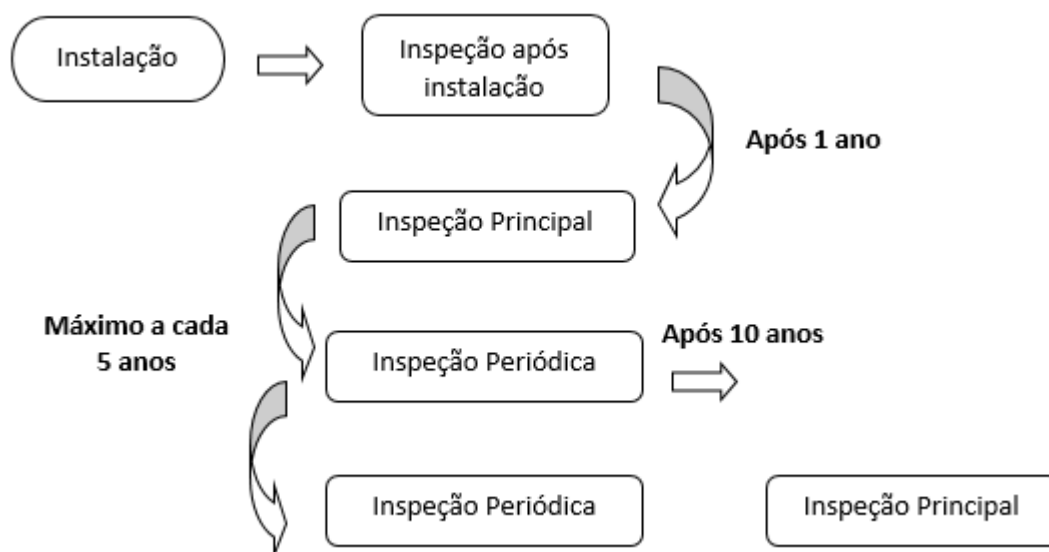 Instalação
Inspeção após
instalação
Após 1 ano
Inspeção Principal
Máximo a cada
5 anos
Inspeção Periódica
Após 10 anos
Inspeção Periódica
Inspeção Principal